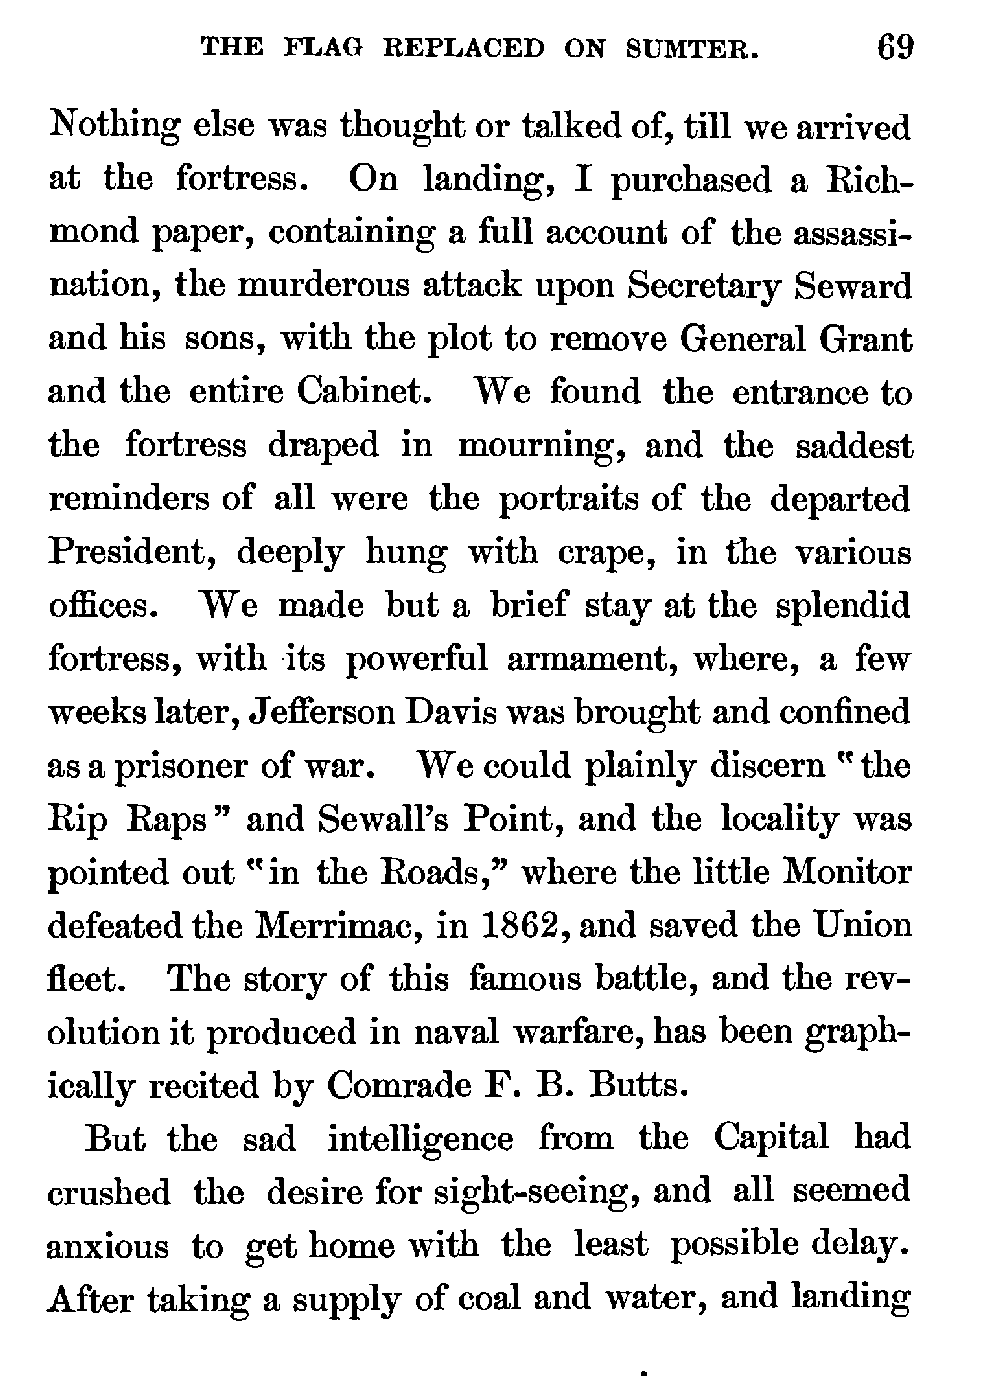 THE FLAG REPLACED ON SUMTER. 69
Nothing else was thought or talked of, till we arrived
at the fortress. On landing, I purchased a Rich-
mond paper, containing a full account of the assassi-
nation, the murderous attack upon Secretary Seward
and his sons, with the plot to remove General Grant
and the entire Cabinet. We found the entrance to
the fortress draped in mourning, and the saddest
reminders of all were the portraits of the departed
President, deeply hung with crape, in the various
offices. We made but a brief stay at the splendid
fortress, with its powerful armament, where, a few
weeks later, Jefferson Davis was brought and confined
as a prisoner of war. We could plainly discern "the
Rip Raps" and Sewall's Point, and the locality was
pointed out "in the Roads," where the little Monitor
defeated the Merrimac, in 1862, and saved the Union
fleet. The story of this famous battle, and the rev-
olution it produced in naval warfare, has been graph-
ically recited by Comrade F. B. Butts.
But the sad intelligence from the Capital had
crushed the desire for sight-seeing, and all seemed
anxious to get home with the least possible delay.
After taking a supply of coal and water, and landing